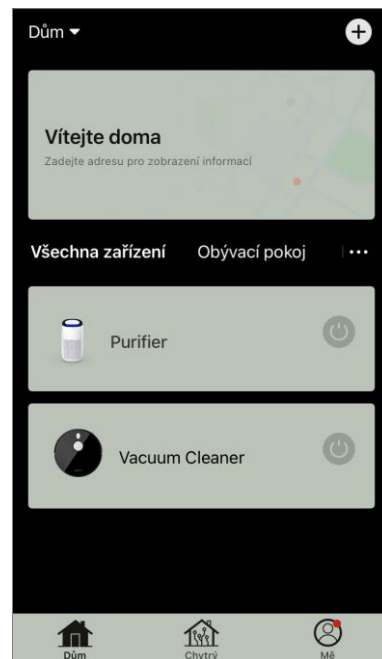 Dům
Vítejte doma
Zadejte adresu pro zobrazení informací
Všechna zařízení Obývací pokoj
Purifier
Vacuum Cleaner
Dům Chytrý Mě